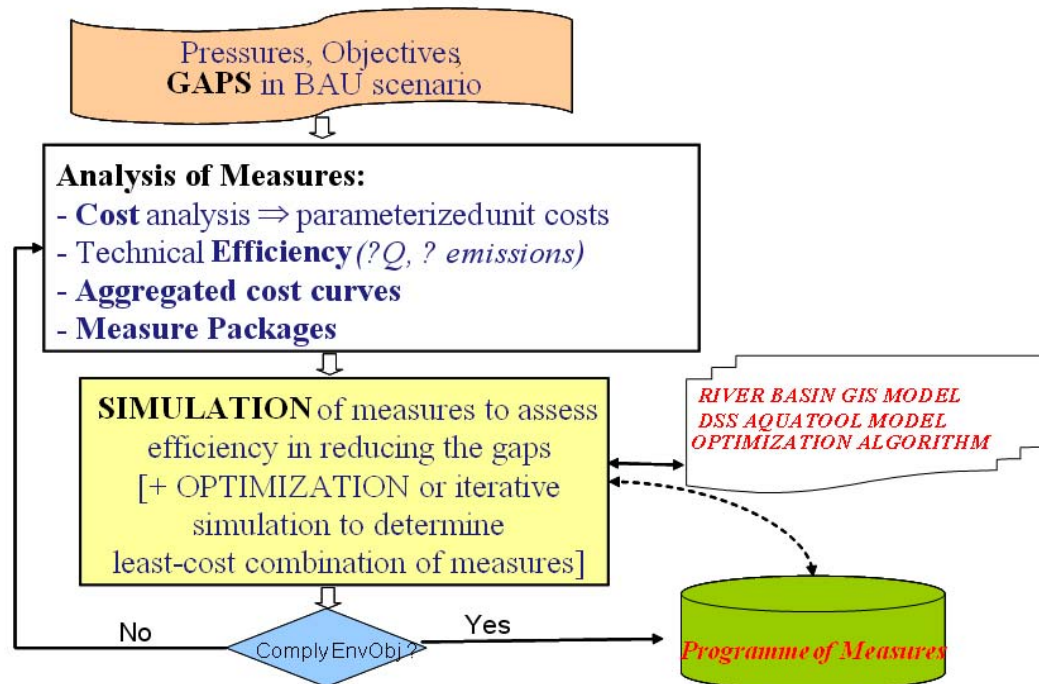 Pressures, Objectives,
GAPS in BAU scenario
Analysis of Measures:
- Cost analysis ⇒ parameterizedunit costs
- Technical Efficiency (?Q, ? emissions)
- Aggregated cost curves
- Measure Packages
SIMULATION of measures to assess
efficiency in reducing the gaps
[+ OPTIMIZATION or iterative
simulation to determine
least-cost combination of measures]
RIVER BASIN GIS MODEL
DSS AQUATOOL MODEL
OPTIMIZATION ALGORITHM
No
ComplyEnvObj?
Yes
Programme of Measures